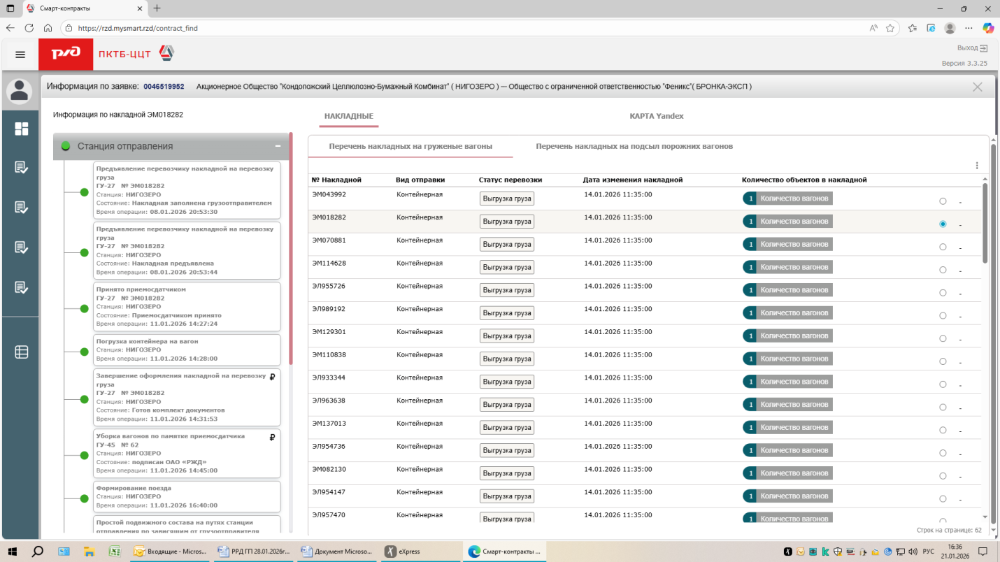 Смарт-контракты
https://rzd.mysmart.rzd/contract_find
ПКТБ-ЦЦТ
Выход
Версия 3.3.25
Информация по заявке: 0046519952 Акционерное Общество "Кондопожский Целлюлозно-Бумажный Комбинат" ( НИГОЗЕРО ) --- Общество с ограниченной ответственностью "Феникс"( БРОНКА-ЭКСП )
Информация по накладной ЭМ018282
НАКЛАДНЫЕ
КАРТА Yandex
Станция отправления
Предъявление перевозчику накладной на перевозку
груза
ГУ-27 № ЭМ018282
Станция: НИГОЗЕРО
Состояние: Накладная заполнена грузоотправителем
Время операции: 08.01.2026 20:53:30
Предъявление перевозчику накладной на перевозку
груза
ГУ-27 № ЭМ018282
Станция: НИГОЗЕРО
Состояние: Накладная предъявлена
Время операции: 08.01.2026 20:53:44
Принято приемосдатчиком
ГУ-27 № ЭМ018282
Станция: НИГОЗЕРО
Состояние: Приемосдатчиком принято
Время операции: 11.01.2026 14:27:24
Погрузка контейнера на вагон
Станция: НИГОЗЕРО
Время операции: 11.01.2026 14:28:00
Завершение оформления накладной на перевозку ₽
груза
ГУ-27 № ЭМ018282
Станция: НИГОЗЕРО
Состояние: Готов комплект документов
Время операции: 11.01.2026 14:31:53
Уборка вагонов по памятке приемосдатчика ₽
ГУ-45 № 62
Станция: НИГОЗЕРО
Состояние: подписан ОАО «РЖД»
Время операции: 11.01.2026 14:45:00
Формирование поезда
Станция: НИГОЗЕРО
Время операции: 11.01.2026 16:40:00
Простой подвижного состава на путях станции
отправления по зависящим от грузоотправителя
Перечень накладных на груженые вагоны
Перечень накладных на подсыл порожних вагонов
№ Накладной Вид отправки Статус перевозки Дата изменения накладной Количество объектов в накладной
ЭМ043992 Контейнерная Выгрузка груза 14.01.2026 11:35:00 1 Количество вагонов -
ЭМ018282 Контейнерная Выгрузка груза 14.01.2026 11:35:00 1 Количество вагонов -
ЭМ070881 Контейнерная Выгрузка груза 14.01.2026 11:35:00 1 Количество вагонов -
ЭМ114628 Контейнерная Выгрузка груза 14.01.2026 11:35:00 1 Количество вагонов -
ЭЛ955726 Контейнерная Выгрузка груза 14.01.2026 11:35:00 1 Количество вагонов -
ЭЛ989192 Контейнерная Выгрузка груза 14.01.2026 11:35:00 1 Количество вагонов -
ЭМ129301 Контейнерная Выгрузка груза 14.01.2026 11:35:00 1 Количество вагонов -
ЭМ110838 Контейнерная Выгрузка груза 14.01.2026 11:35:00 1 Количество вагонов -
ЭЛ933344 Контейнерная Выгрузка груза 14.01.2026 11:35:00 1 Количество вагонов -
ЭЛ963638 Контейнерная Выгрузка груза 14.01.2026 11:35:00 1 Количество вагонов -
ЭМ137013 Контейнерная Выгрузка груза 14.01.2026 11:35:00 1 Количество вагонов -
ЭЛ954736 Контейнерная Выгрузка груза 14.01.2026 11:35:00 1 Количество вагонов -
ЭМ082130 Контейнерная Выгрузка груза 14.01.2026 11:35:00 1 Количество вагонов -
ЭЛ954147 Контейнерная Выгрузка груза 14.01.2026 11:35:00 1 Количество вагонов -
ЭЛ957470 Контейнерная Выгрузка груза 14.01.2026 11:35:00 1 Количество вагонов
Строк на странице: 62
Входящие - Micros...
РРД ГП 28.01.2026г...
Документ Microso...
eXpress
Смарт-контракты ...
РУС
16:36
21.01.2026